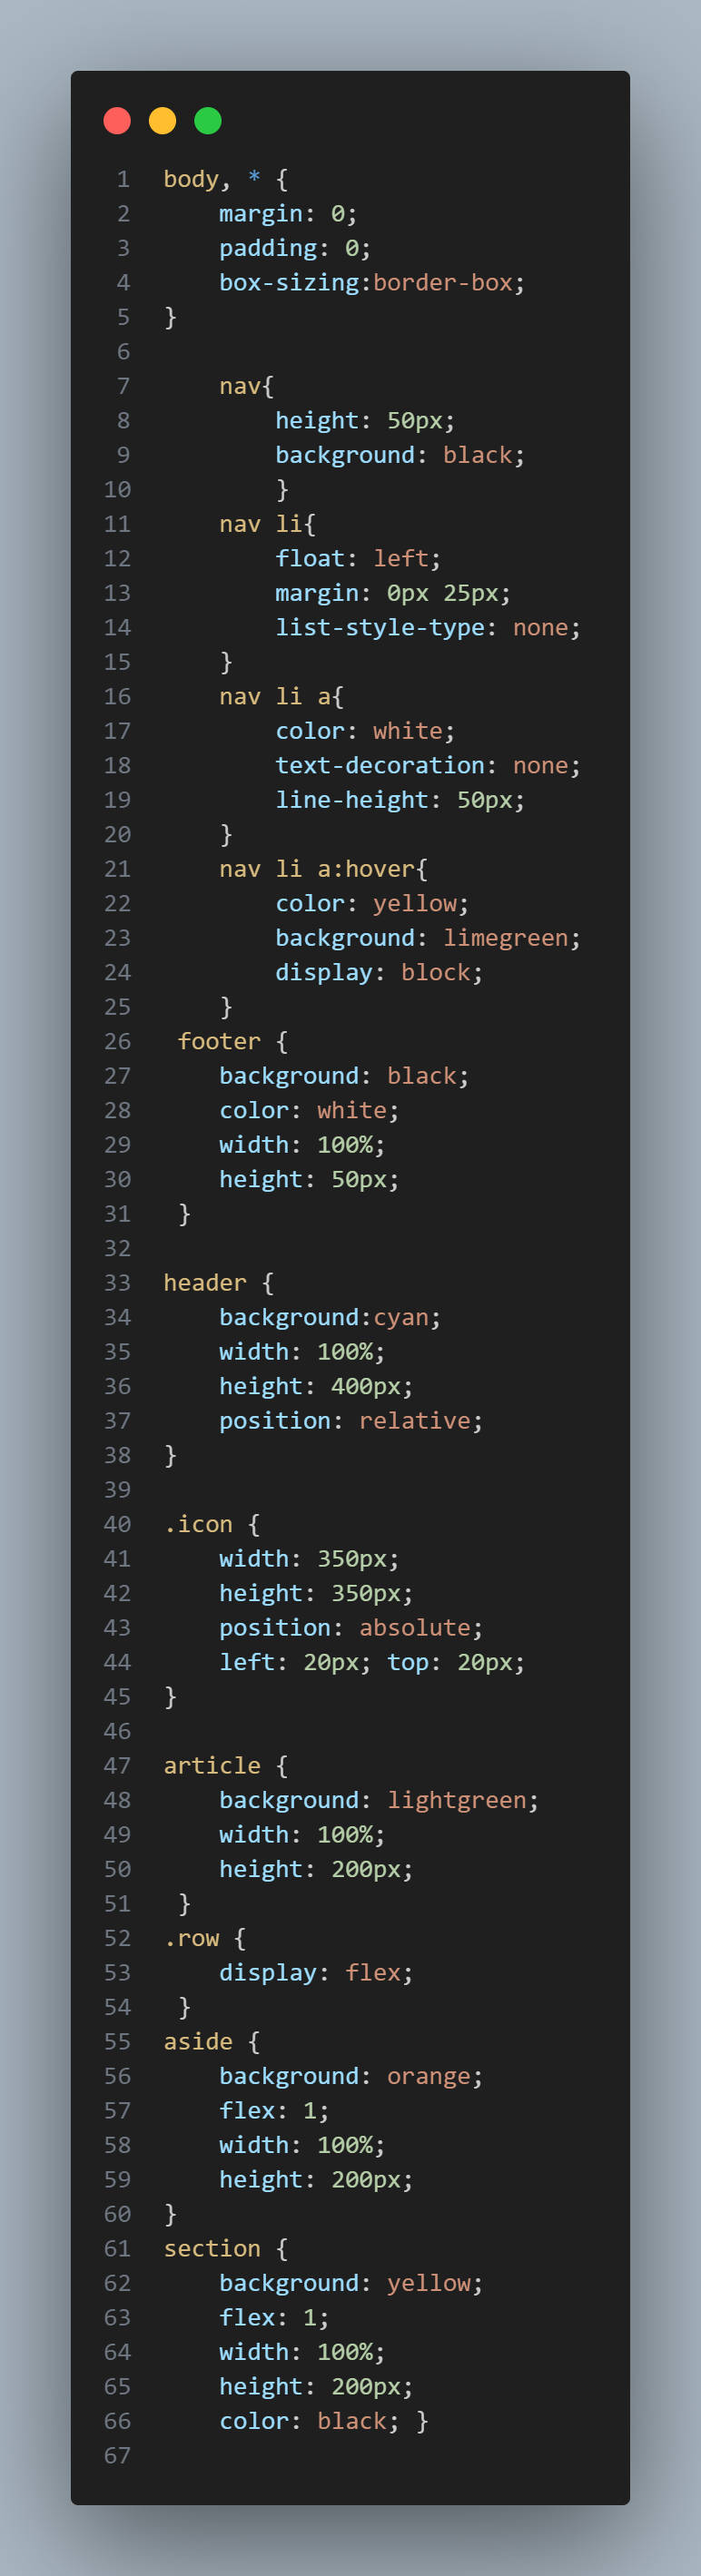 1 body, * {
2     margin: 0;
3     padding: 0;
4     box-sizing:border-box;
5 }
6
7     nav{
8         height: 50px;
9         background: black;
10         }
11     nav li{
12         float: left;
13         margin: 0px 25px;
14         list-style-type: none;
15     }
16     nav li a{
17         color: white;
18         text-decoration: none;
19         line-height: 50px;
20     }
21     nav li a:hover{
22         color: yellow;
23         background: limegreen;
24         display: block;
25     }
26  footer {
27     background: black;
28     color: white;
29     width: 100%;
30     height: 50px;
31  }
32
33 header {
34     background:cyan;
35     width: 100%;
36     height: 400px;
37     position: relative;
38 }
39
40 .icon {
41     width: 350px;
42     height: 350px;
43     position: absolute;
44     left: 20px; top: 20px;
45 }
46
47 article {
48     background: lightgreen;
49     width: 100%;
50     height: 200px;
51  }
52 .row {
53     display: flex;
54  }
55 aside {
56     background: orange;
57     flex: 1;
58     width: 100%;
59     height: 200px;
60 }
61 section {
62     background: yellow;
63     flex: 1;
64     width: 100%;
65     height: 200px;
66     color: black; }
67